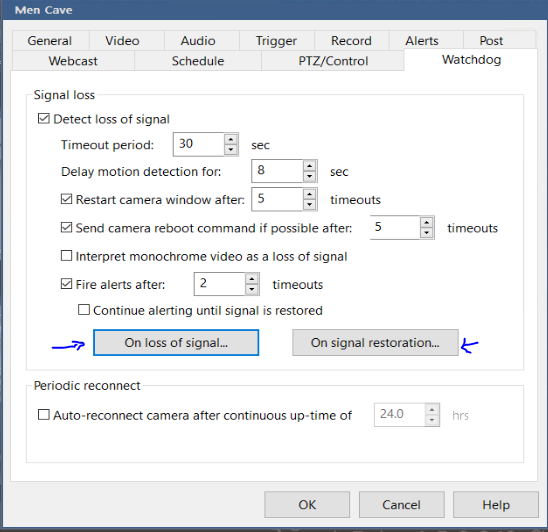 Men Cave
General Video Audio Trigger Record Alerts Post
Webcast Schedule PTZ/Control Watchdog
Signal loss
Detect loss of signal
Timeout period: 30 sec
Delay motion detection for: 8 sec
Restart camera window after: 5 timeouts
Send camera reboot command if possible after: 5 timeouts
Interpret monochrome video as a loss of signal
Fire alerts after: 2 timeouts
Continue alerting until signal is restored
On loss of signal... On signal restoration...
Periodic reconnect
Auto-reconnect camera after continuous up-time of 24.0 hrs
OK Cancel Help